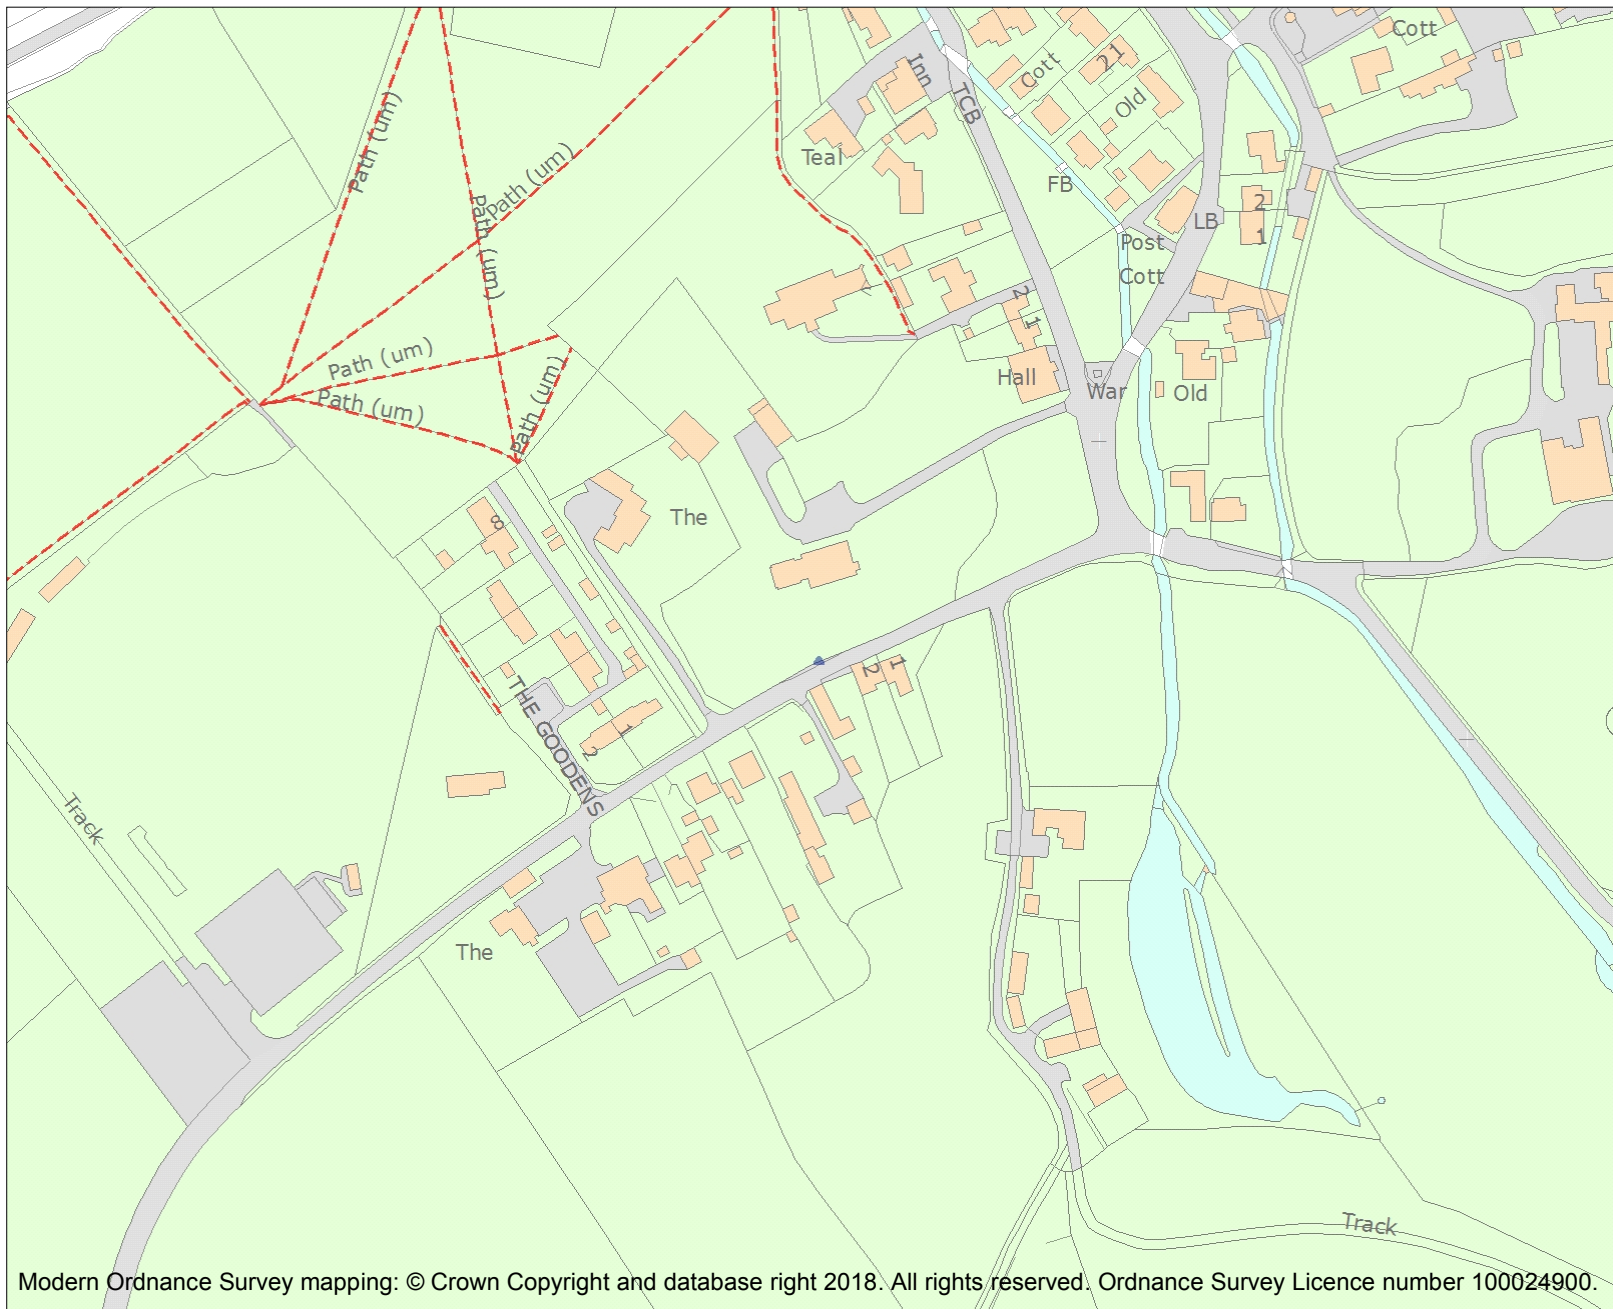 Cott
Inn
Cott
21
TCB
Old
Path (um)
Teal
Path (um)
FB
2
Path (um)
LB
1
Post
Cott
2
1
Path (um)
Hall
War
Old
Path (um)
Path (um)
8
The
1
2
THE GOODENS
1
2
Track
The
Track
Modern Ordnance Survey mapping: © Crown Copyright and database right 2018. All rights reserved. Ordnance Survey Licence number 100024900.